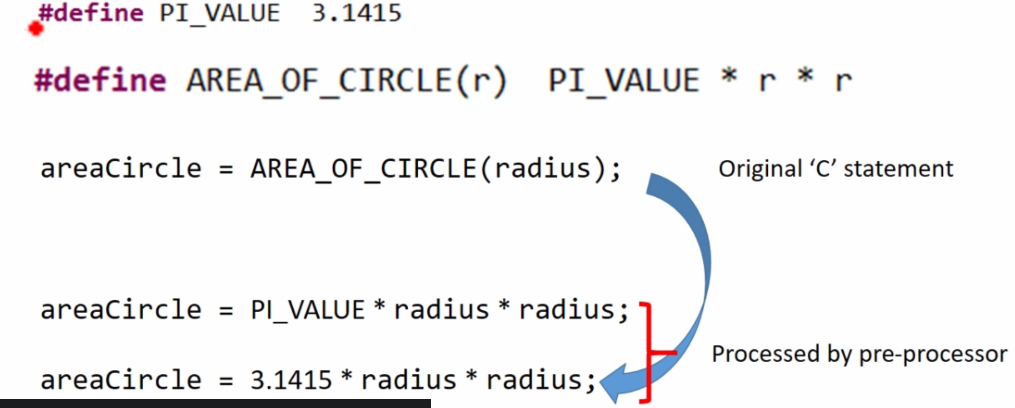 #define PI_VALUE 3.1415
#define AREA_OF_CIRCLE(r) PI_VALUE * r * r
areaCircle = AREA_OF_CIRCLE(radius); Original ‘C’ statement
areaCircle = PI_VALUE * radius * radius;
Processed by pre-processor
areaCircle = 3.1415 * radius * radius;